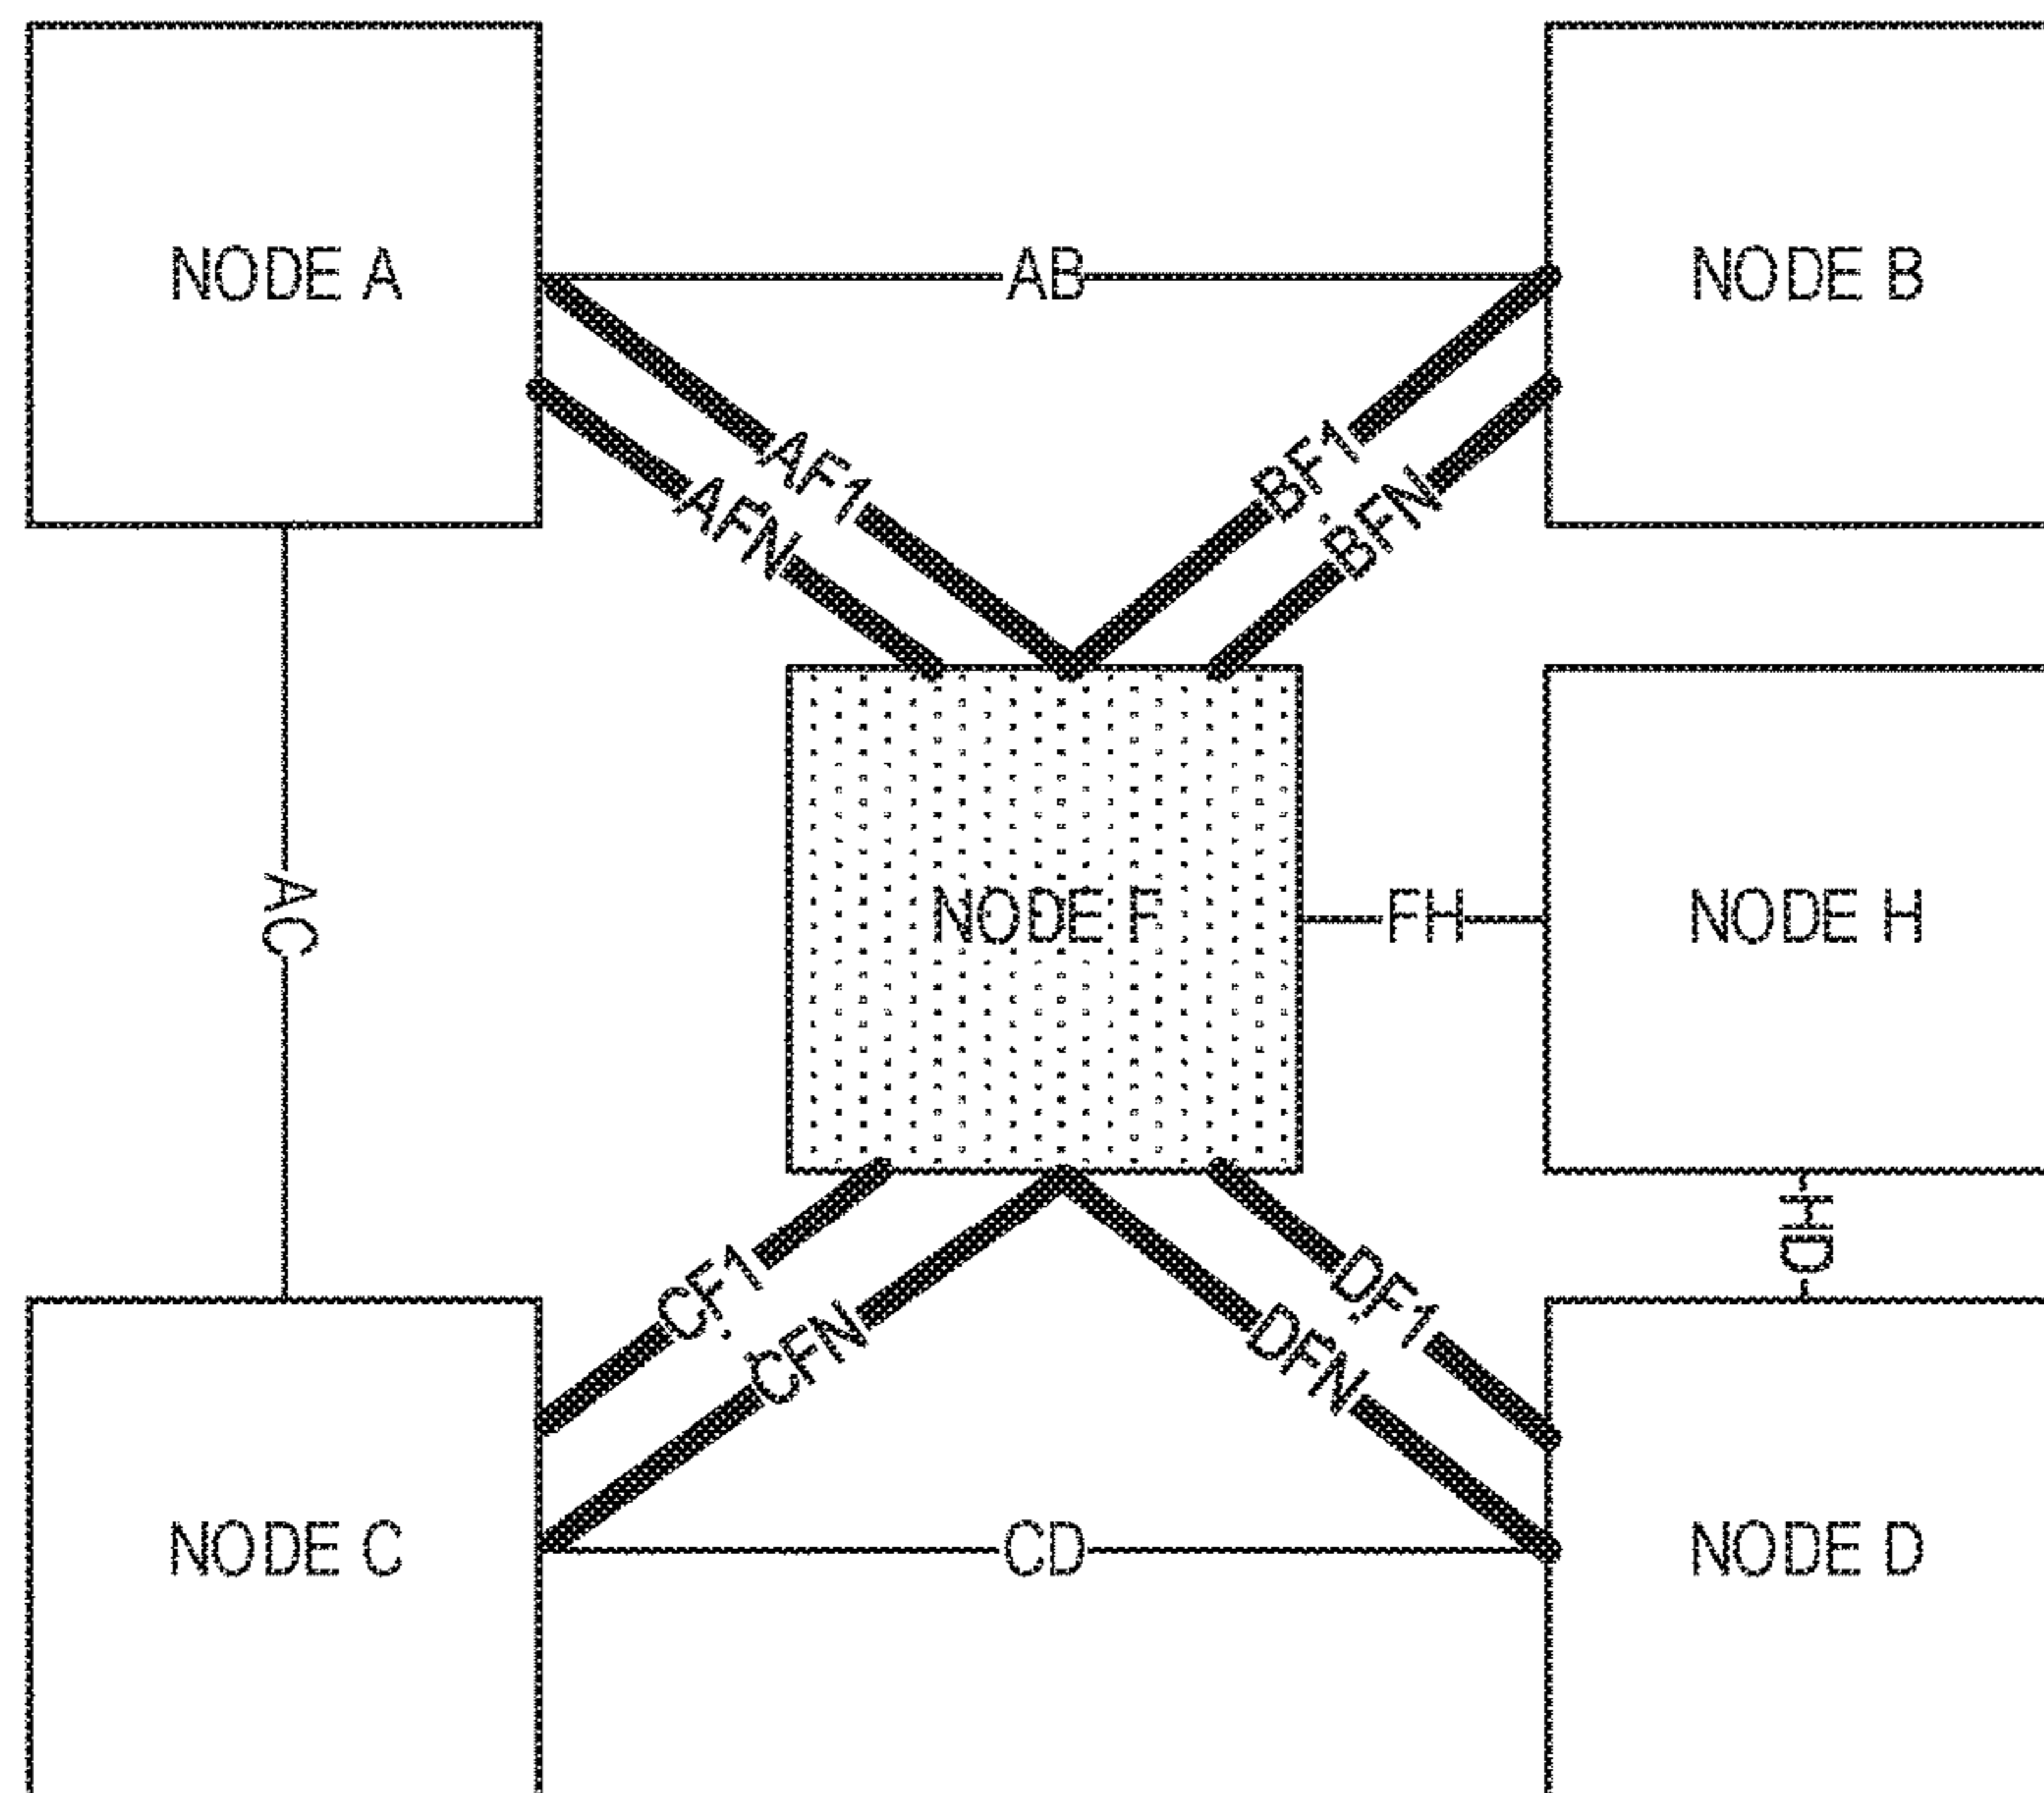 NODE A
AB
NODE B
AF1
AFN
BF1
BFN
AC
NODE F
FH
NODE H
HD
CF1
CFN
DF1
DFN
NODE C
CD
NODE D